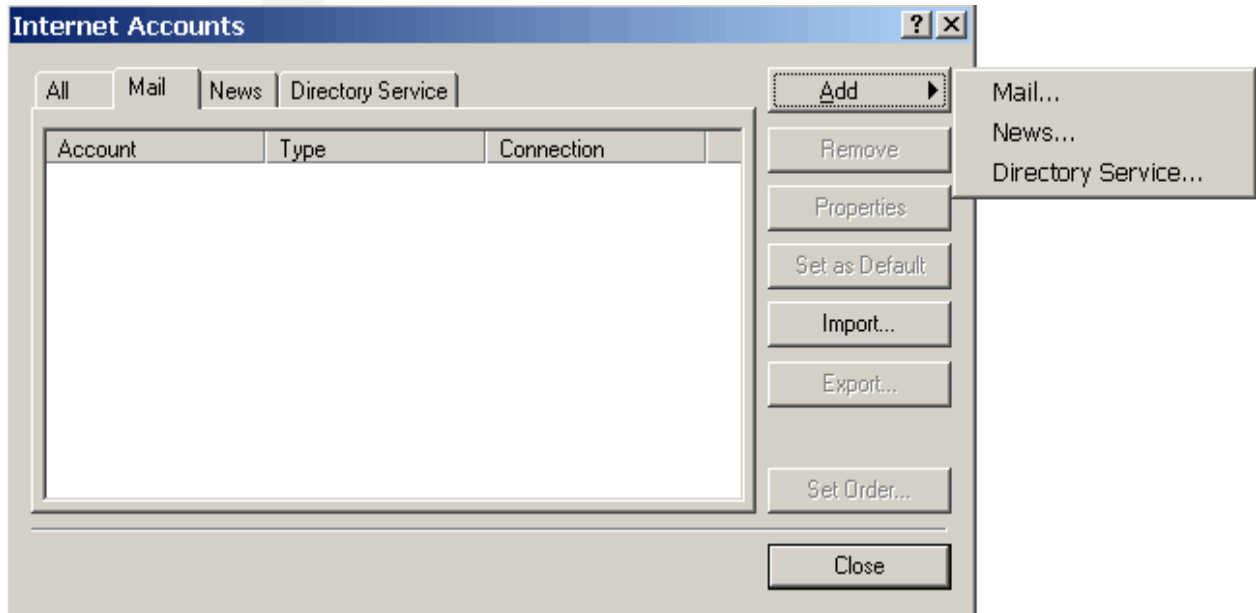 Internet Accounts
All Mail News Directory Service
Add
Mail...
News...
Directory Service...
Account Type Connection
Remove
Properties
Set as Default
Import...
Export...
Set Order...
Close